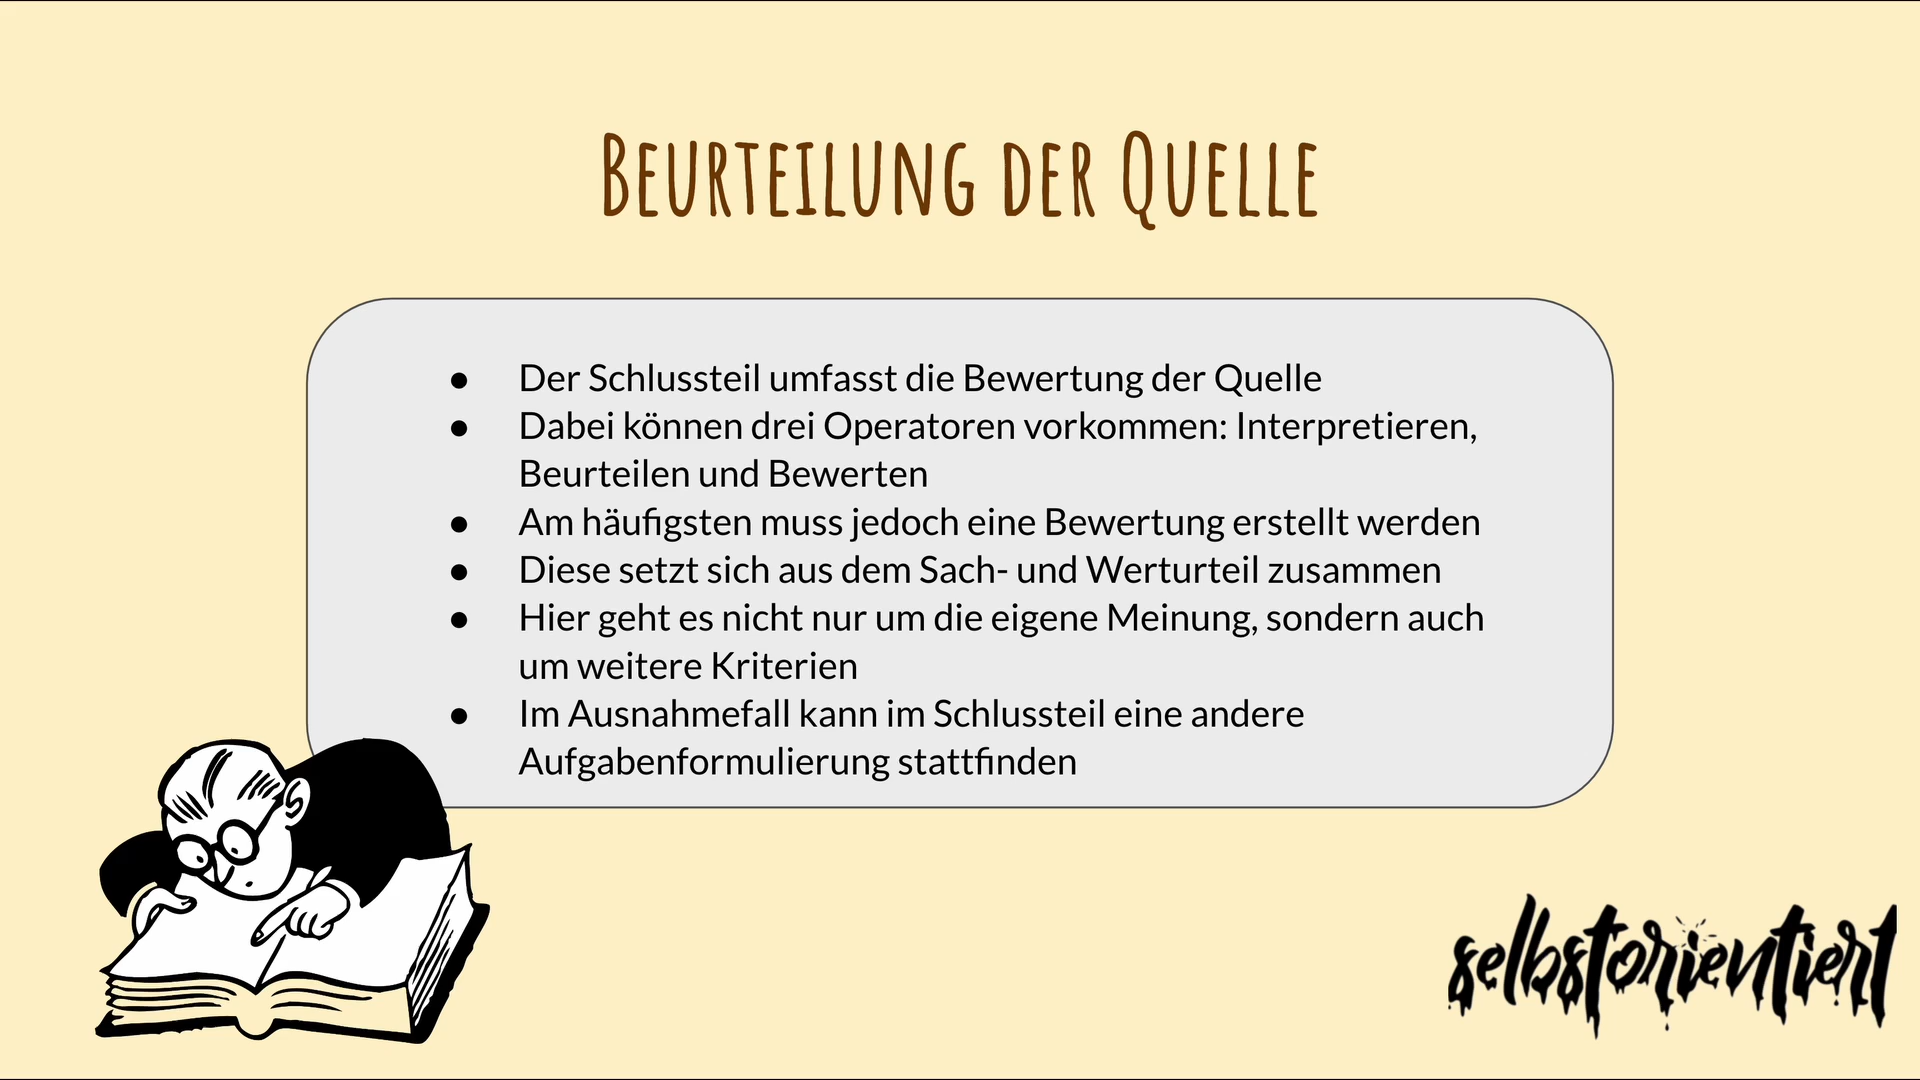 Beurteilung der Quelle
● Der Schlussteil umfasst die Bewertung der Quelle
● Dabei können drei Operatoren vorkommen: Interpretieren,
Beurteilen und Bewerten
● Am häufigsten muss jedoch eine Bewertung erstellt werden
● Diese setzt sich aus dem Sach- und Werturteil zusammen
● Hier geht es nicht nur um die eigene Meinung, sondern auch
um weitere Kriterien
● Im Ausnahmefall kann im Schlussteil eine andere
Aufgabenformulierung stattfinden
selbstorientiert